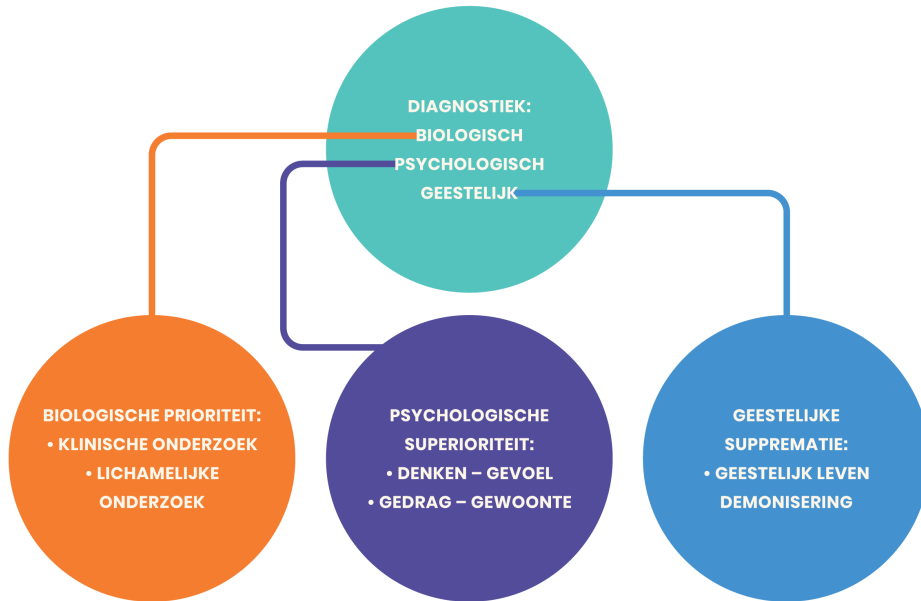 DIAGNOSTIEK:
BIOLOGISCH
PSYCHOLOGISCH
GEESTELIJK
BIOLOGISCHE PRIORITEIT:
• KLINISCHE ONDERZOEK
• LICHAMELIJKE
ONDERZOEK
PSYCHOLOGISCHE
SUPERIORITEIT:
• DENKEN – GEVOEL
• GEDRAG – GEWOONTE
GEESTELIJKE
SUPPREMATIE:
• GEESTELIJK LEVEN
DEMONISERING